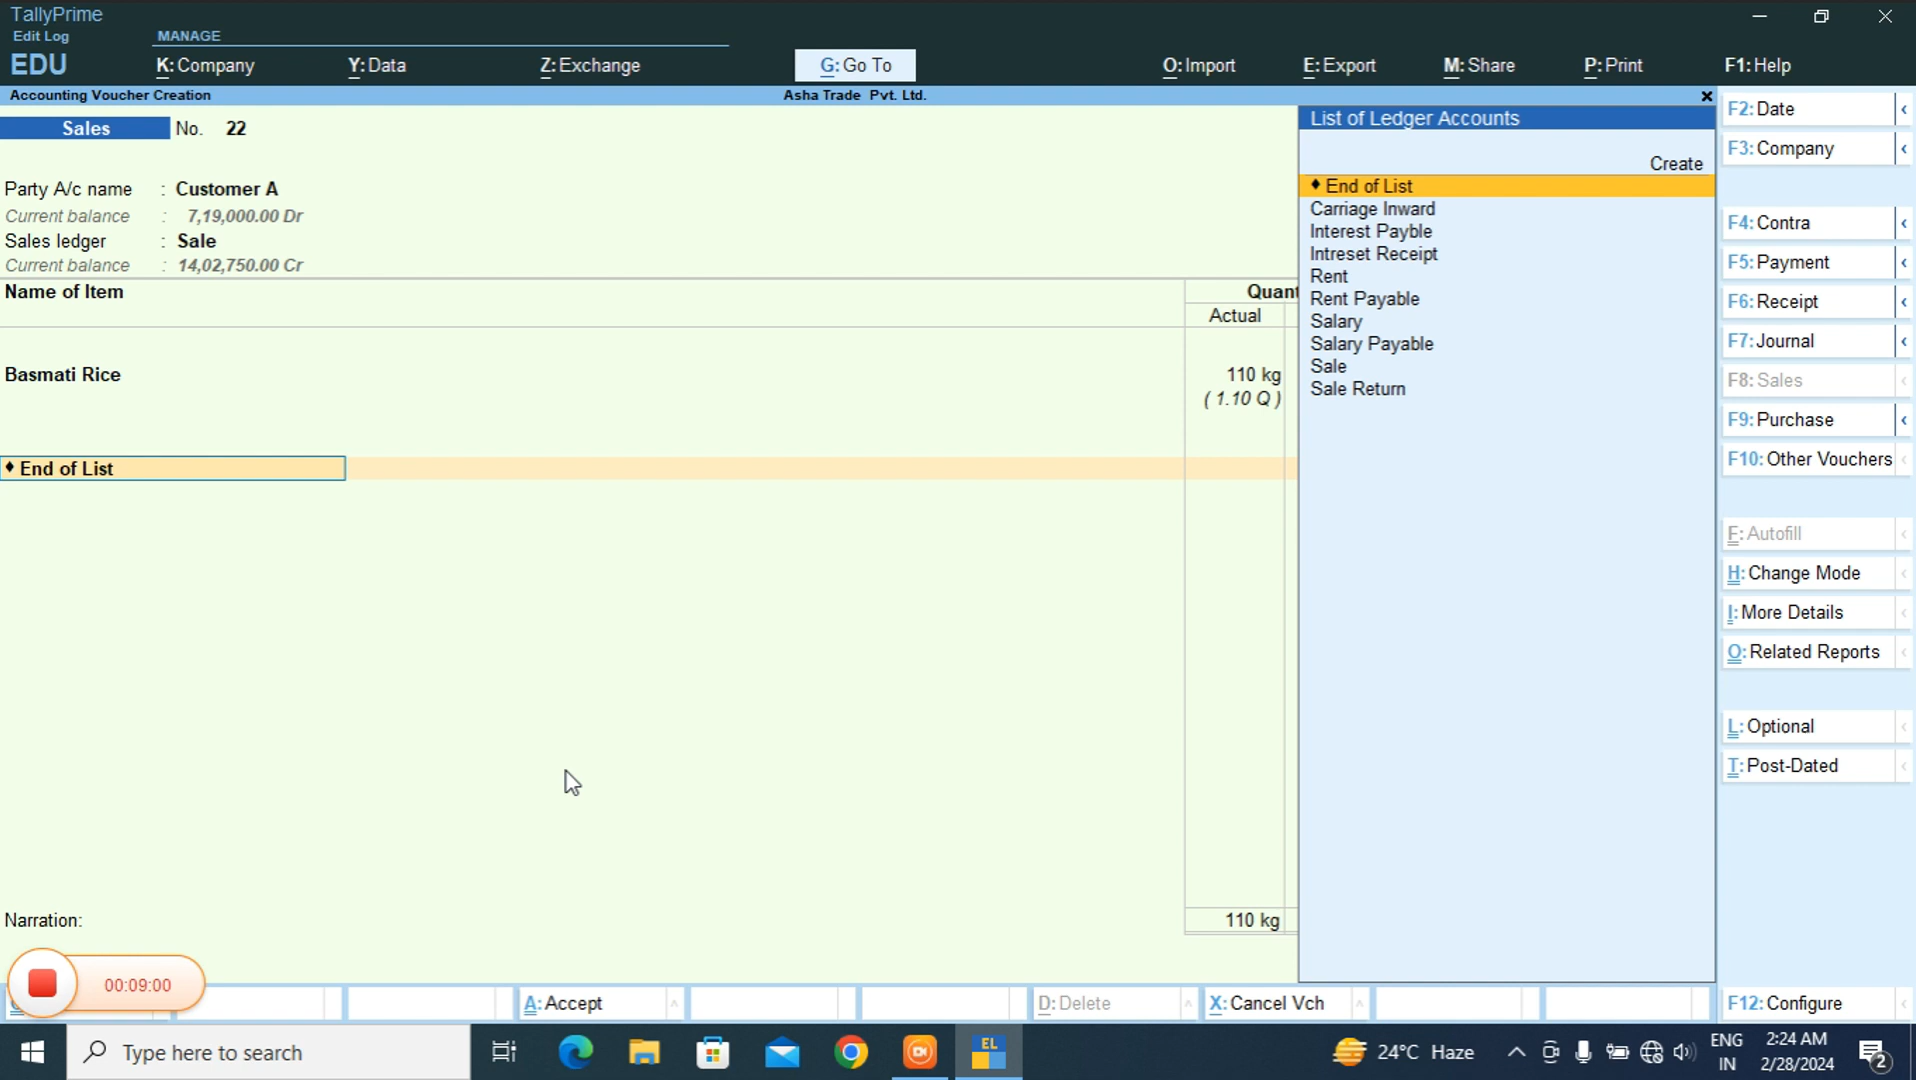 TallyPrime
Edit Log
MANAGE
EDU
K: Company
Y: Data
Z: Exchange
G: Go To
O: Import
E: Export
M: Share
P: Print
F1: Help
Accounting Voucher Creation
Asha Trade Pvt. Ltd.
Sales No. 22
Party A/c name : Customer A
Current balance : 7,19,000.00 Dr
Sales ledger : Sale
Current balance : 14,02,750.00 Cr
Name of Item
Quant
Actual
Basmati Rice
110 kg
( 1.10 Q )
♦ End of List
Narration:
110 kg
List of Ledger Accounts
Create
♦ End of List
Carriage Inward
Interest Payble
Intreset Receipt
Rent
Rent Payable
Salary
Salary Payable
Sale
Sale Return
F2: Date
F3: Company
F4: Contra
F5: Payment
F6: Receipt
F7: Journal
F8: Sales
F9: Purchase
F10: Other Vouchers
F: Autofill
H: Change Mode
I: More Details
O: Related Reports
L: Optional
T: Post-Dated
F12: Configure
00:09:00
A: Accept
D: Delete
X: Cancel Vch
Type here to search
EL
24°C Haze
ENG
IN
2:24 AM
2/28/2024
2